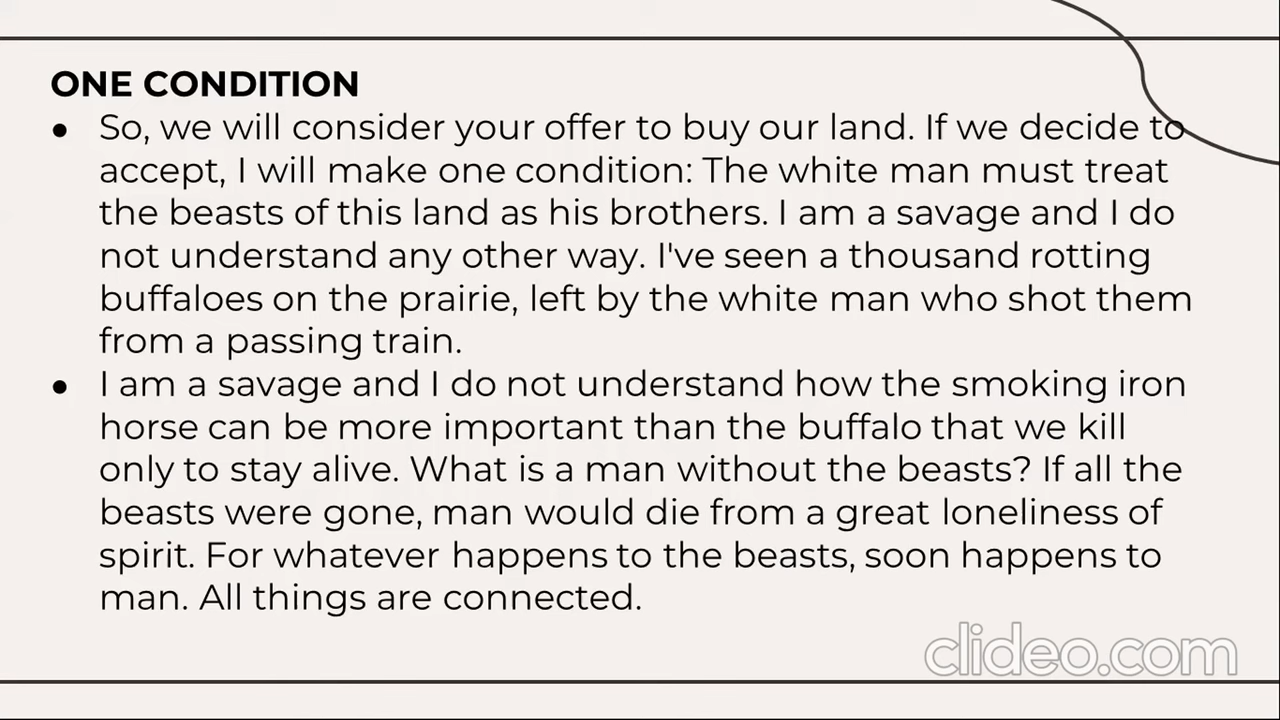 ONE CONDITION
● So, we will consider your offer to buy our land. If we decide to
accept, I will make one condition: The white man must treat
the beasts of this land as his brothers. I am a savage and I do
not understand any other way. I've seen a thousand rotting
buffaloes on the prairie, left by the white man who shot them
from a passing train.
● I am a savage and I do not understand how the smoking iron
horse can be more important than the buffalo that we kill
only to stay alive. What is a man without the beasts? If all the
beasts were gone, man would die from a great loneliness of
spirit. For whatever happens to the beasts, soon happens to
man. All things are connected.
clideo.com